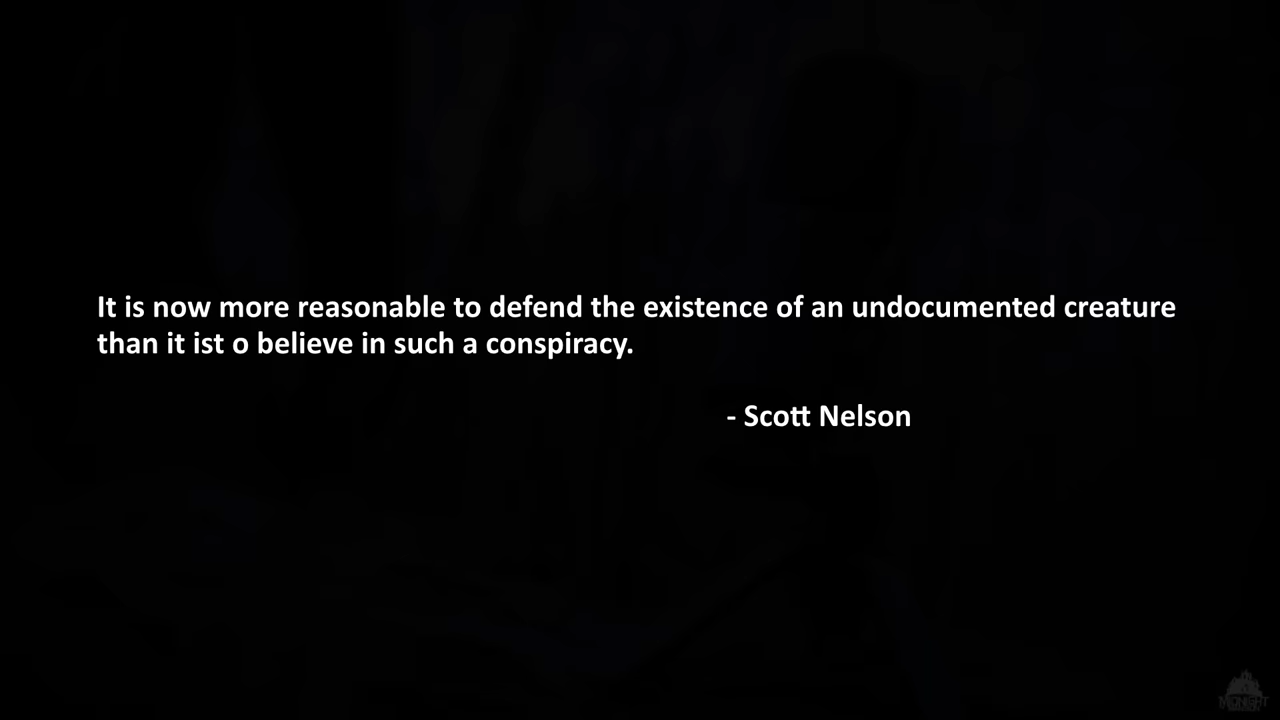 It is now more reasonable to defend the existence of an undocumented creature
than it ist o believe in such a conspiracy.
- Scott Nelson